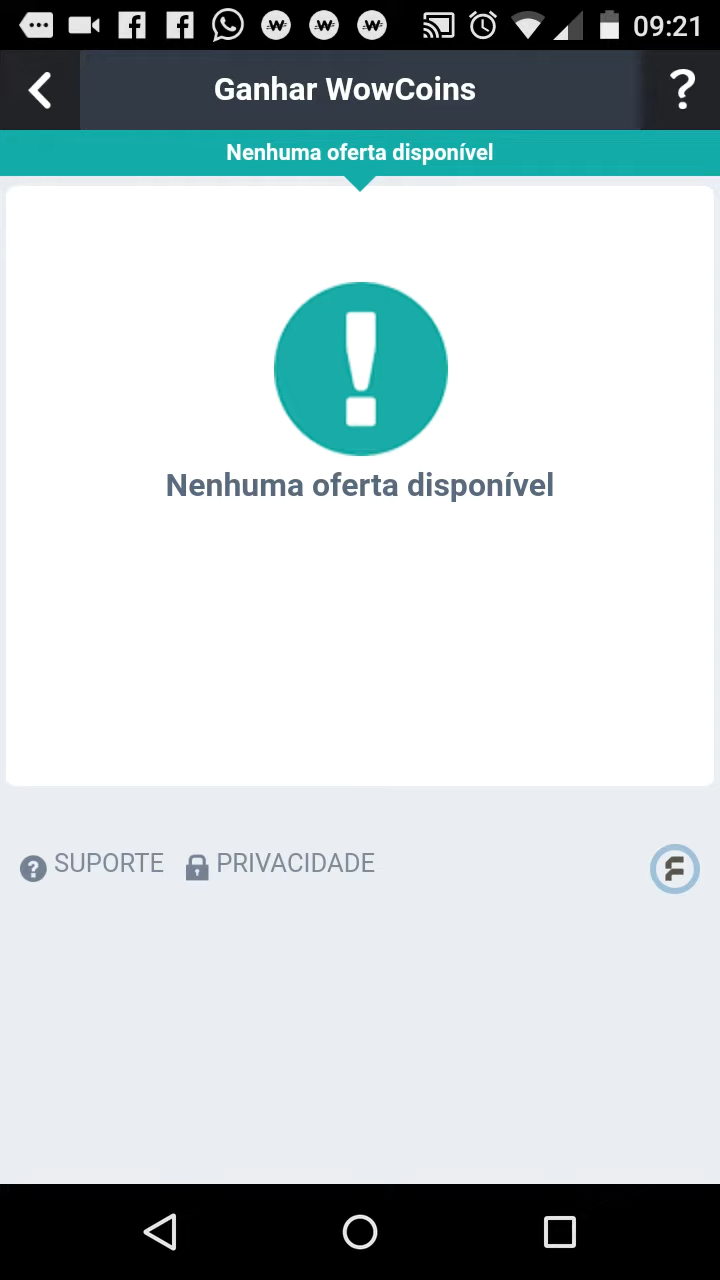 09:21
Ganhar WowCoins
?
Nenhuma oferta disponível
!
Nenhuma oferta disponível
? SUPORTE PRIVACIDADE F